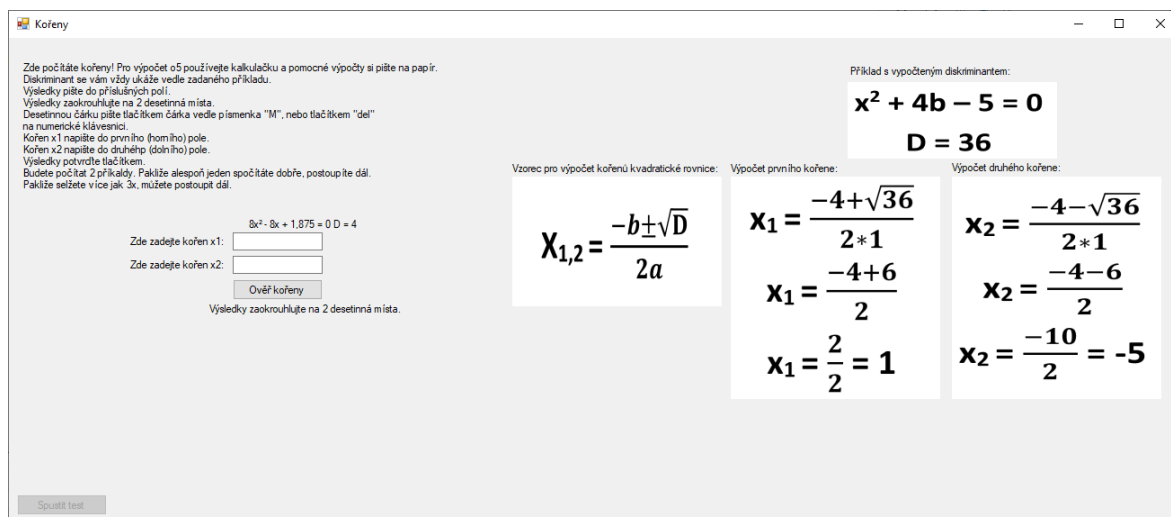 Kořeny
Zde počítáte kořeny! Pro výpočet o5 používejte kalkulačku a pomocné výpočty si pište na papír.
Diskriminant se vám vždy ukáže vedle zadaného příkladu.
Výsledky pište do příslušných polí.
Výsledky zaokrouhlujte na 2 desetinná místa.
Desetinnou čárku pište tlačítkem čárka vedle písmenka "M", nebo tlačítkem "del"
na numerické klávesnici.
Kořen x1 napište do prvního (horního) pole.
Kořen x2 napište do druhéhp (dolního) pole.
Výsledky potvrďte tlačítkem.
Budete počítat 2 příkaldy. Pakliže alespoň jeden spočítáte dobře, postoupíte dál.
Pakliže selžete více jak 3x, můžete postoupit dál.
8x² - 8x + 1,875 = 0 D = 4
Zde zadejte kořen x1:
Zde zadejte kořen x2:
Ověř kořeny
Výsledky zaokrouhlujte na 2 desetinná místa.
Příklad s vypočteným diskriminantem:
x² + 4b − 5 = 0
D = 36
Vzorec pro výpočet kořenů kvadratické rovnice:
X₁,₂ = (-b±√D)/(2a)
Výpočet prvního kořene:
x₁ = (−4+√36)/(2*1)
x₁ = (−4+6)/2
x₁ = 2/2 = 1
Výpočet druhého kořene:
x₂ = (−4−√36)/(2*1)
x₂ = (−4−6)/2
x₂ = (−10)/2 = -5
Spustit test